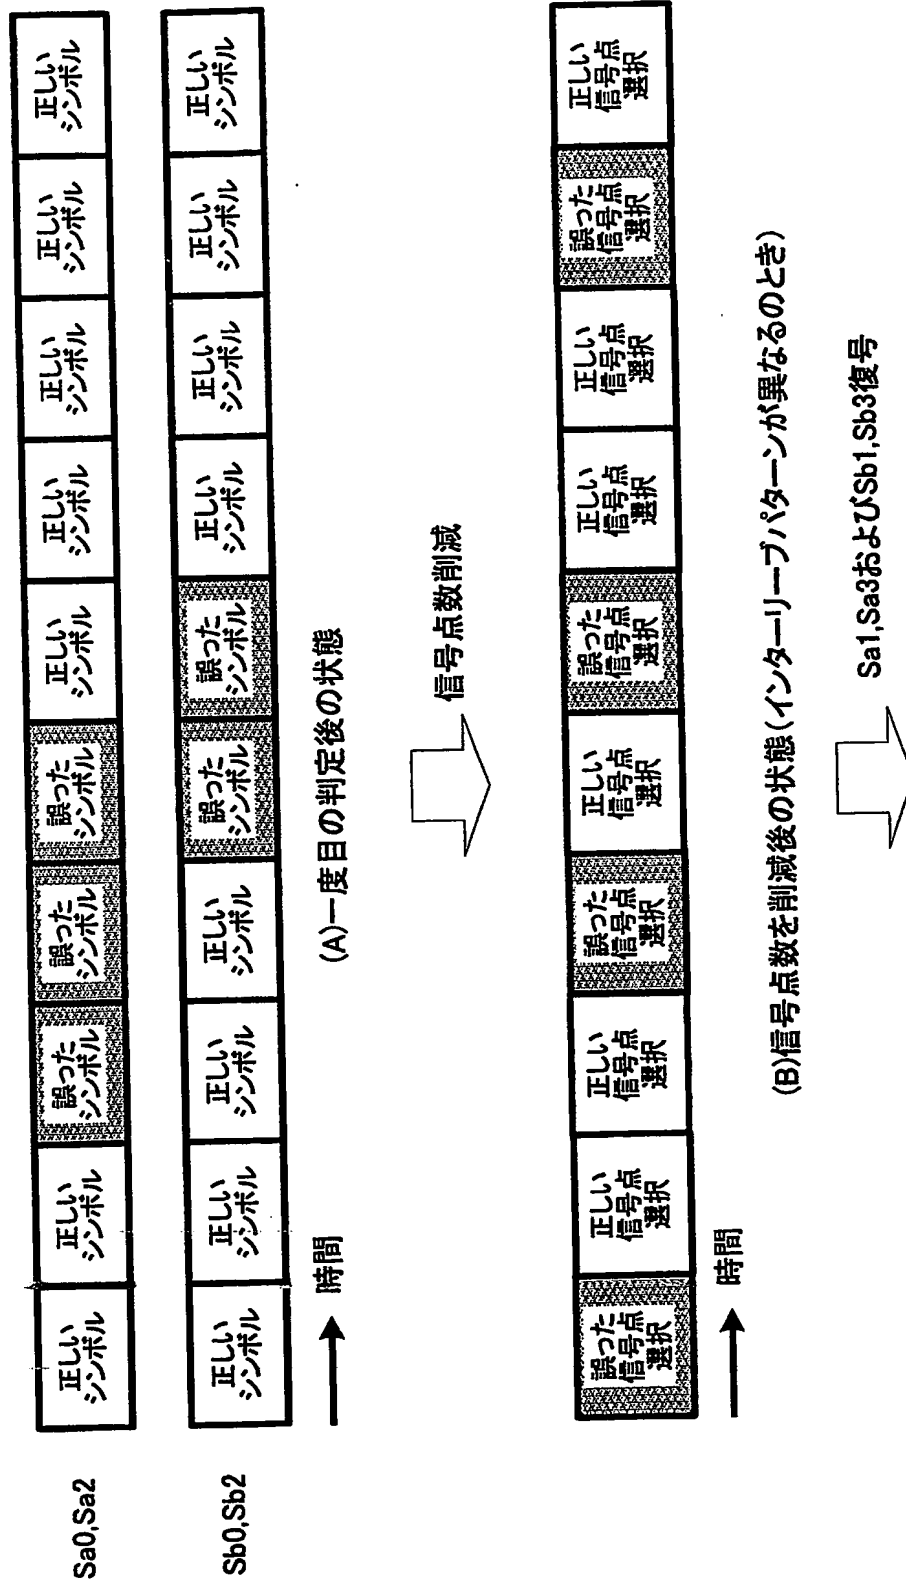 Sa0,Sa2
正しい
シンボル
正しい
シンボル
誤った
シンボル
誤った
シンボル
誤った
シンボル
正しい
シンボル
正しい
シンボル
正しい
シンボル
正しい
シンボル
正しい
シンボル
Sb0,Sb2
正しい
シンボル
正しい
シンボル
正しい
シンボル
正しい
シンボル
誤った
シンボル
誤った
シンボル
正しい
シンボル
正しい
シンボル
正しい
シンボル
正しい
シンボル
時間
(A)一度目の判定後の状態
信号点数削減
誤った
信号点
選択
正しい
信号点
選択
正しい
信号点
選択
誤った
信号点
選択
正しい
信号点
選択
誤った
信号点
選択
正しい
信号点
選択
正しい
信号点
選択
誤った
信号点
選択
正しい
信号点
選択
時間
(B)信号点数を削減後の状態(インターリーブパターンが異なるのとき)
Sa1,Sa3およびSb1,Sb3復号